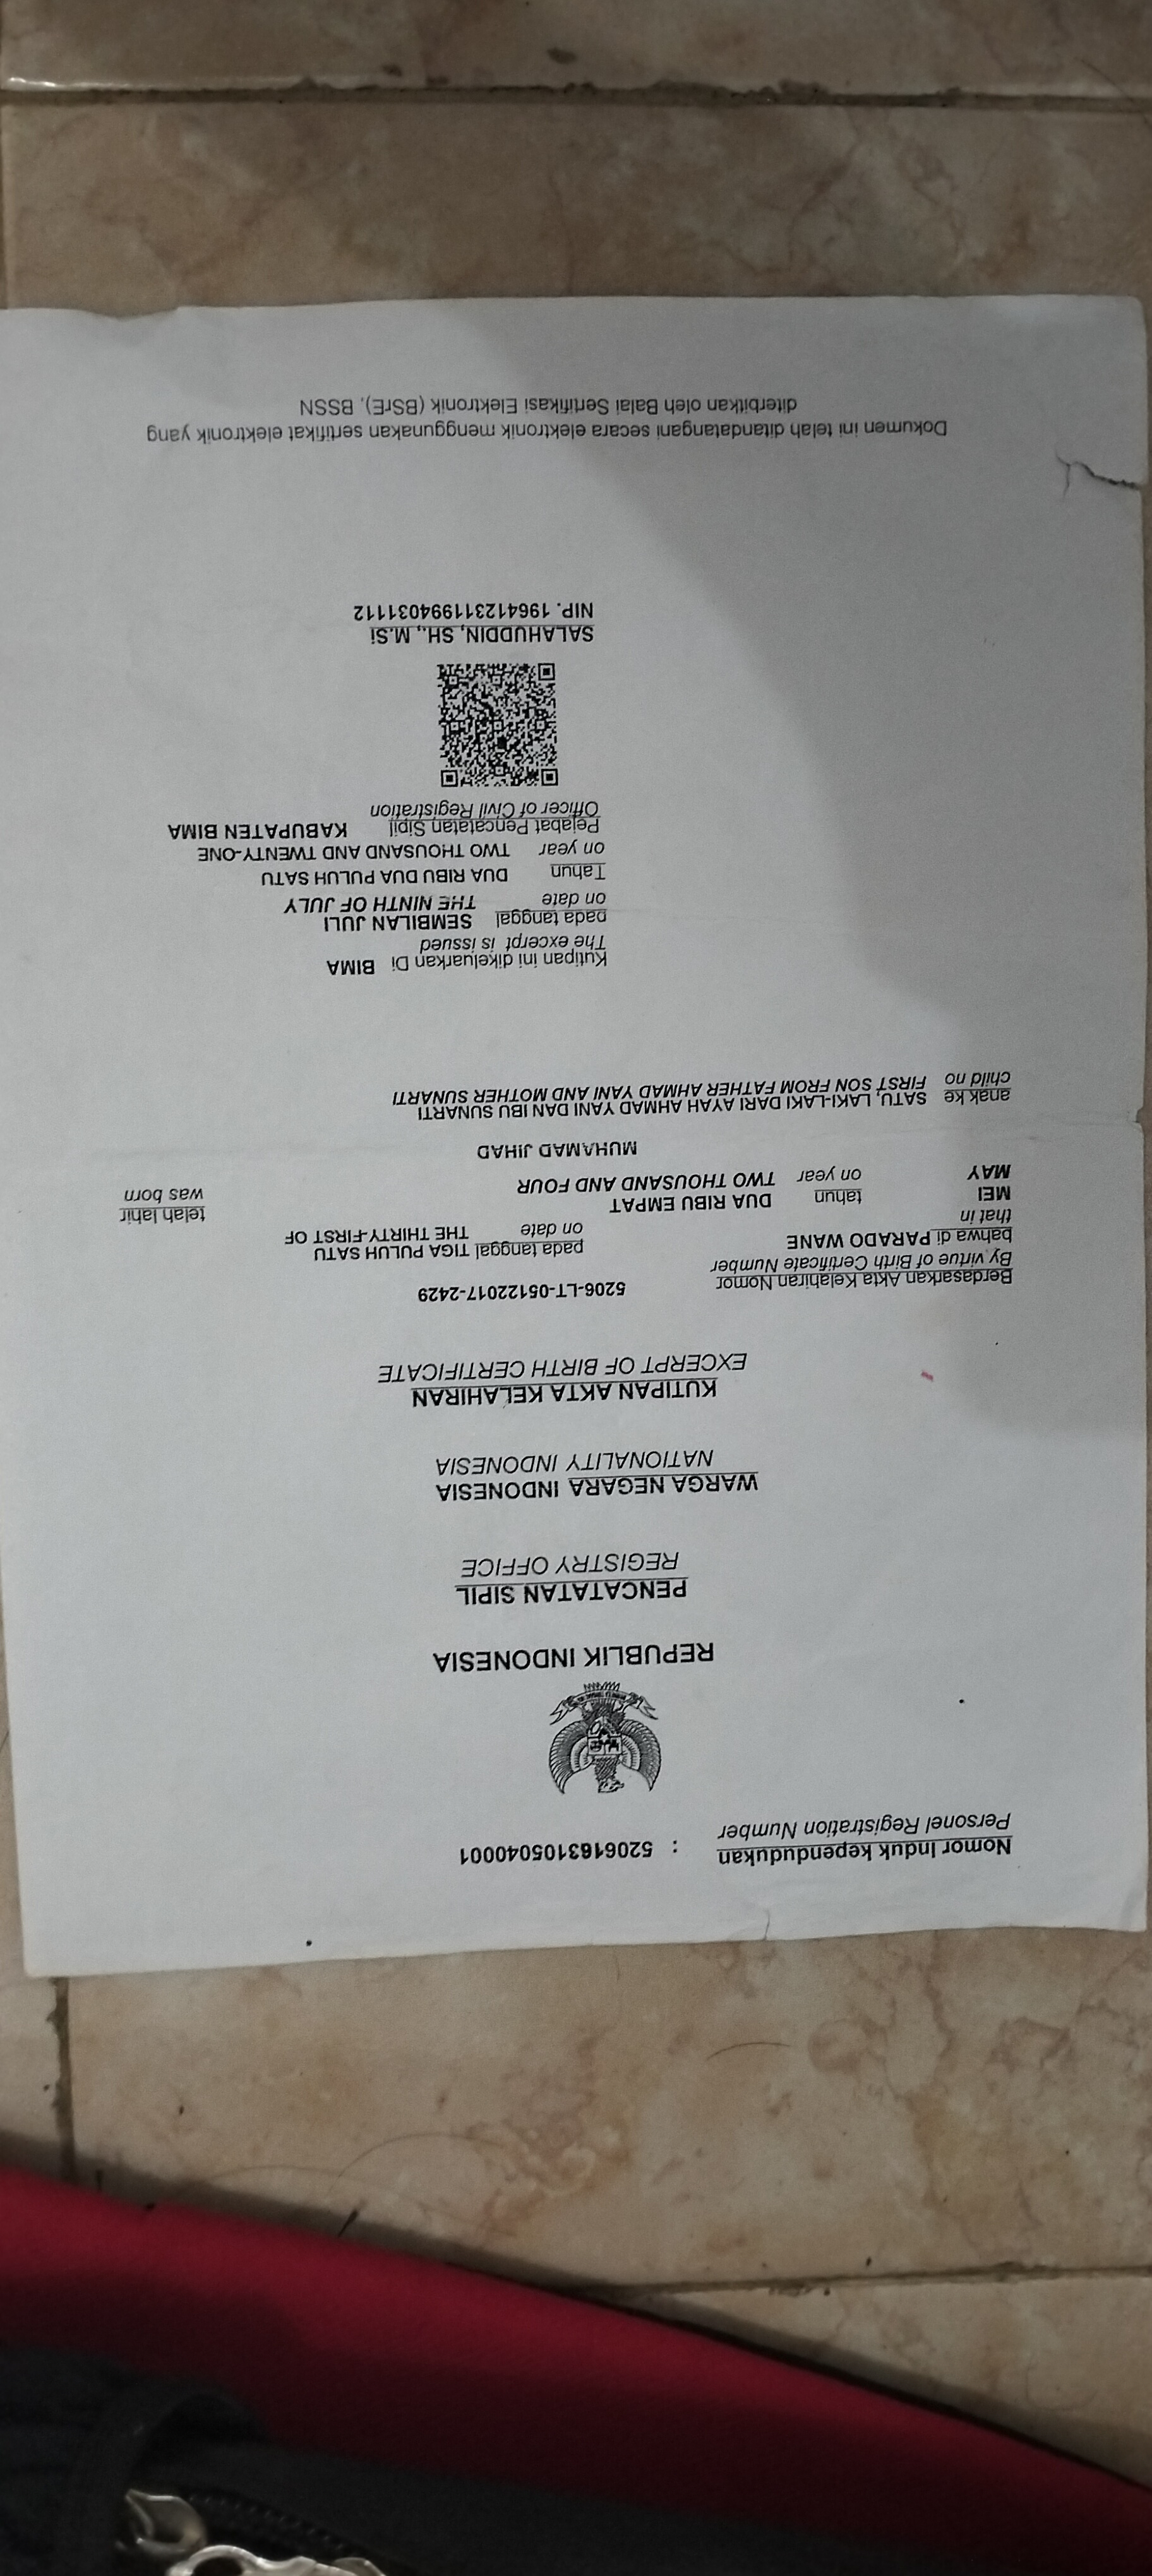 Nomor Induk kependudukan : 5206163105040001
Personel Registration Number
REPUBLIK INDONESIA
PENCATATAN SIPIL
REGISTRY OFFICE
WARGA NEGARA INDONESIA
NATIONALITY INDONESIA
KUTIPAN AKTA KELAHIRAN
EXCERPT OF BIRTH CERTIFICATE
Berdasarkan Akta Kelahiran Nomor 5206-LT-05122017-2429
By virtue of Birth Certificate Number
bahwa di PARADO WANE pada tanggal TIGA PULUH SATU
that in on date THE THIRTY-FIRST OF
MEI tahun DUA RIBU EMPAT telah lahir
MAY on year TWO THOUSAND AND FOUR was born
MUHAMAD JIHAD
anak ke SATU, LAKI-LAKI DARI AYAH AHMAD YANI DAN IBU SUNARTI
child no FIRST SON FROM FATHER AHMAD YANI AND MOTHER SUNARTI
Kutipan ini dikeluarkan Di BIMA
The excerpt is issued
pada tanggal SEMBILAN JULI
on date THE NINTH OF JULY
Tahun DUA RIBU DUA PULUH SATU
on year TWO THOUSAND AND TWENTY-ONE
Pejabat Pencatatan Sipil KABUPATEN BIMA
Officer of Civil Registration
SALAHUDDIN, SH., M.Si
NIP. 196412311994031112
Dokumen ini telah ditandatangani secara elektronik menggunakan sertifikat elektronik yang
diterbitkan oleh Balai Sertifikasi Elektronik (BSrE), BSSN